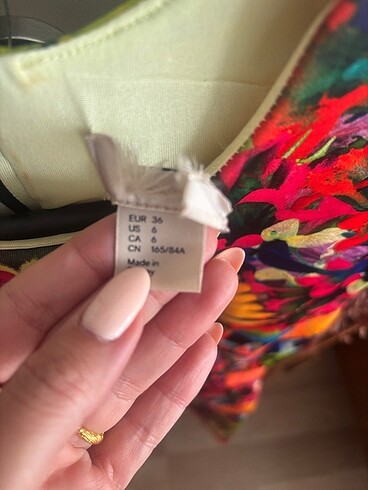 EUR 36
US 6
CA 6
CN 165/84A
Made in